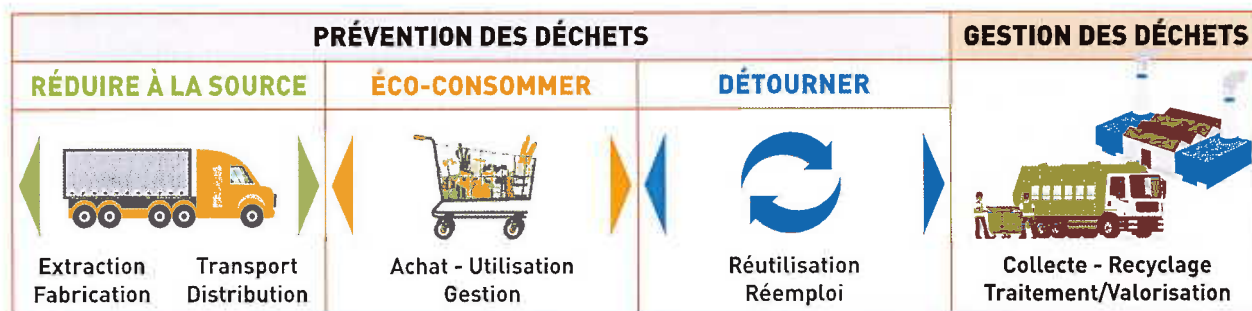 PRÉVENTION DES DÉCHETS
GESTION DES DÉCHETS
RÉDUIRE À LA SOURCE
ÉCO-CONSOMMER
DÉTOURNER
Extraction
Fabrication
Transport
Distribution
Achat - Utilisation
Gestion
Réutilisation
Réemploi
Collecte - Recyclage
Traitement/Valorisation